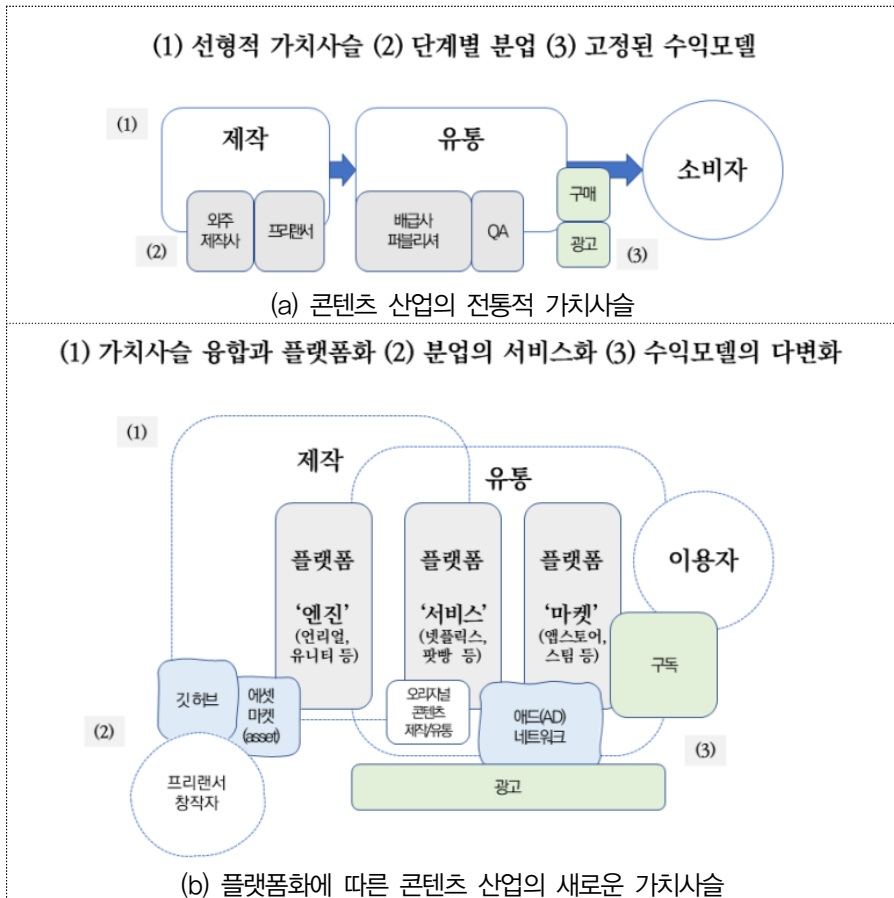 (1) 선형적 가치사슬 (2) 단계별 분업 (3) 고정된 수익모델
(1)
제작
유통
소비자
구매
외주
제작사
프리랜서
배급사
퍼블리셔
QA
광고
(2)
(3)
(a) 콘텐츠 산업의 전통적 가치사슬
(1) 가치사슬 융합과 플랫폼화 (2) 분업의 서비스화 (3) 수익모델의 다변화
(1)
제작
유통
플랫폼
'엔진'
(언리얼,
유니티 등)
플랫폼
'서비스'
(넷플릭스,
팟빵 등)
플랫폼
'마켓'
(앱스토어,
스팀 등)
이용자
구독
깃허브
에셋
마켓
(asset)
오리지널
콘텐츠
제작/유통
애드(AD)
네트워크
(2)
(3)
프리랜서
창작자
광고
(b) 플랫폼화에 따른 콘텐츠 산업의 새로운 가치사슬